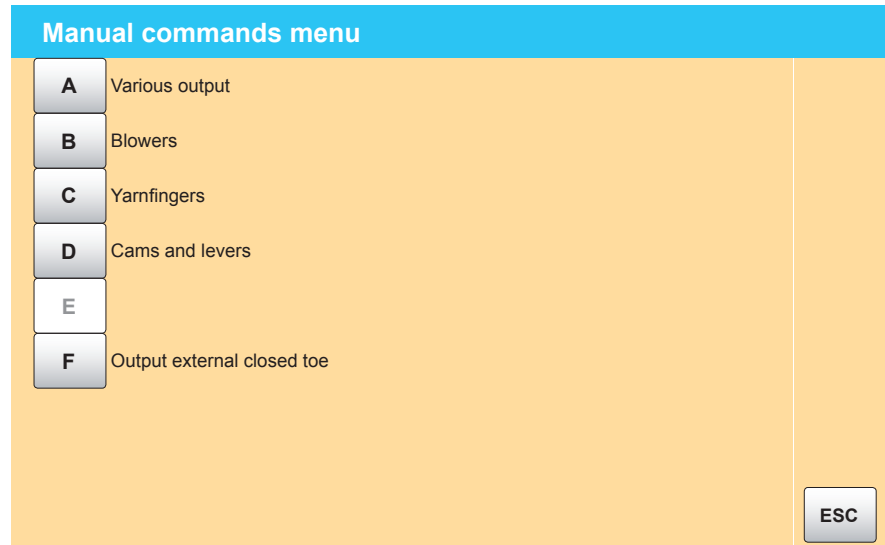 Manual commands menu
A Various output
B Blowers
C Yarnfingers
D Cams and levers
E
F Output external closed toe
ESC